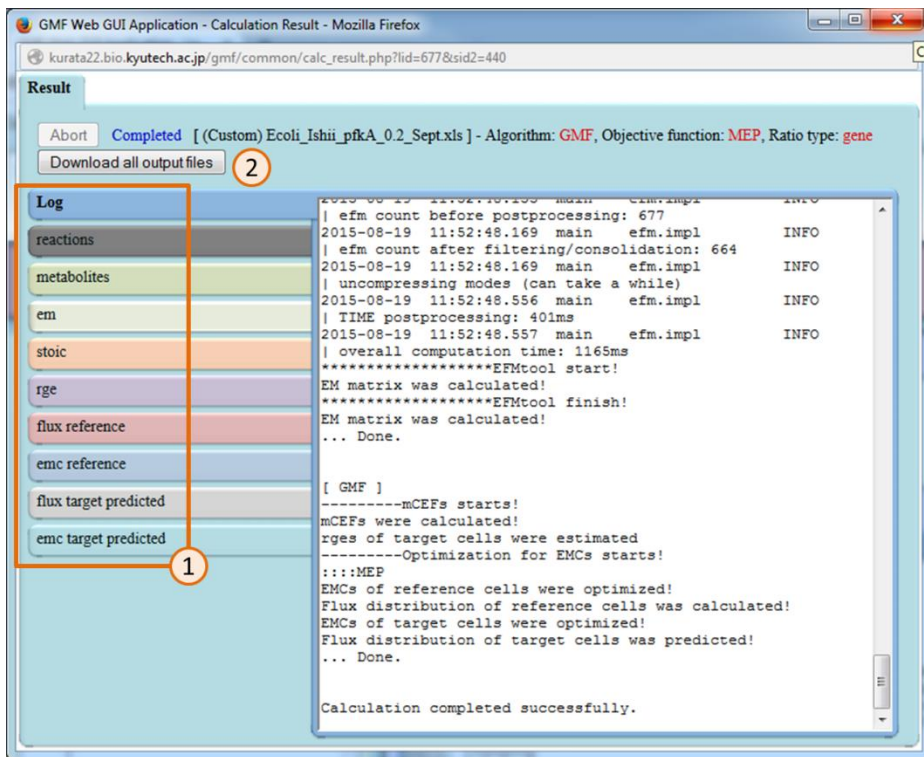 GMF Web GUI Application - Calculation Result - Mozilla Firefox
kurata22.bio.kyutech.ac.jp/gmf/common/calc_result.php?lid=677&sid2=440
Result
Abort Completed [ (Custom) Ecoli_Ishii_pfkA_0.2_Sept.xls ] - Algorithm: GMF, Objective function: MEP, Ratio type: gene
Download all output files
2
Log
reactions
metabolites
em
stoic
rge
flux reference
emc reference
flux target predicted
emc target predicted
1
| efm count before postprocessing: 677
2015-08-19 11:52:48.169 main efm.impl INFO
| efm count after filtering/consolidation: 664
2015-08-19 11:52:48.169 main efm.impl INFO
| uncompressing modes (can take a while)
2015-08-19 11:52:48.556 main efm.impl INFO
| TIME postprocessing: 401ms
2015-08-19 11:52:48.557 main efm.impl INFO
| overall computation time: 1165ms
*******************EFMtool start!
EM matrix was calculated!
*******************EFMtool finish!
EM matrix was calculated!
... Done.
[ GMF ]
---------mCEFs starts!
mCEFs were calculated!
rges of target cells were estimated
---------Optimization for EMCs starts!
::::MEP
EMCs of reference cells were optimized!
Flux distribution of reference cells was calculated!
EMCs of target cells were optimized!
Flux distribution of target cells was predicted!
... Done.
Calculation completed successfully.